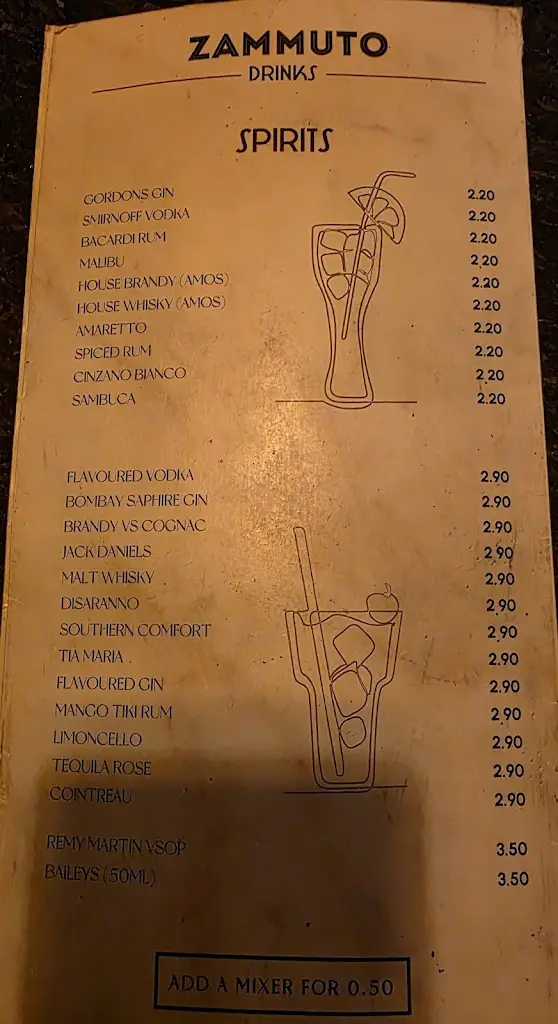 ZAMMUTO
DRINKS
SPIRITS
GORDONS GIN 2.20
SMIRNOFF VODKA 2.20
BACARDI RUM 2.20
MALIBU 2.20
HOUSE BRANDY (AMOS) 2.20
HOUSE WHISKY (AMOS) 2.20
AMARETTO 2.20
SPICED RUM 2.20
CINZANO BIANCO 2.20
SAMBUCA 2.20
FLAVOURED VODKA 2.90
BOMBAY SAPHIRE GIN 2.90
BRANDY VS COGNAC 2.90
JACK DANIELS 2.90
MALT WHISKY 2.90
DISARANNO 2.90
SOUTHERN COMFORT 2.90
TIA MARIA 2.90
FLAVOURED GIN 2.90
MANGO TIKI RUM 2.90
LIMONCELLO 2.90
TEQUILA ROSE 2.90
COINTREAU 2.90
REMY MARTIN VSOP 3.50
BAILEYS (50ML) 3.50
ADD A MIXER FOR 0.50